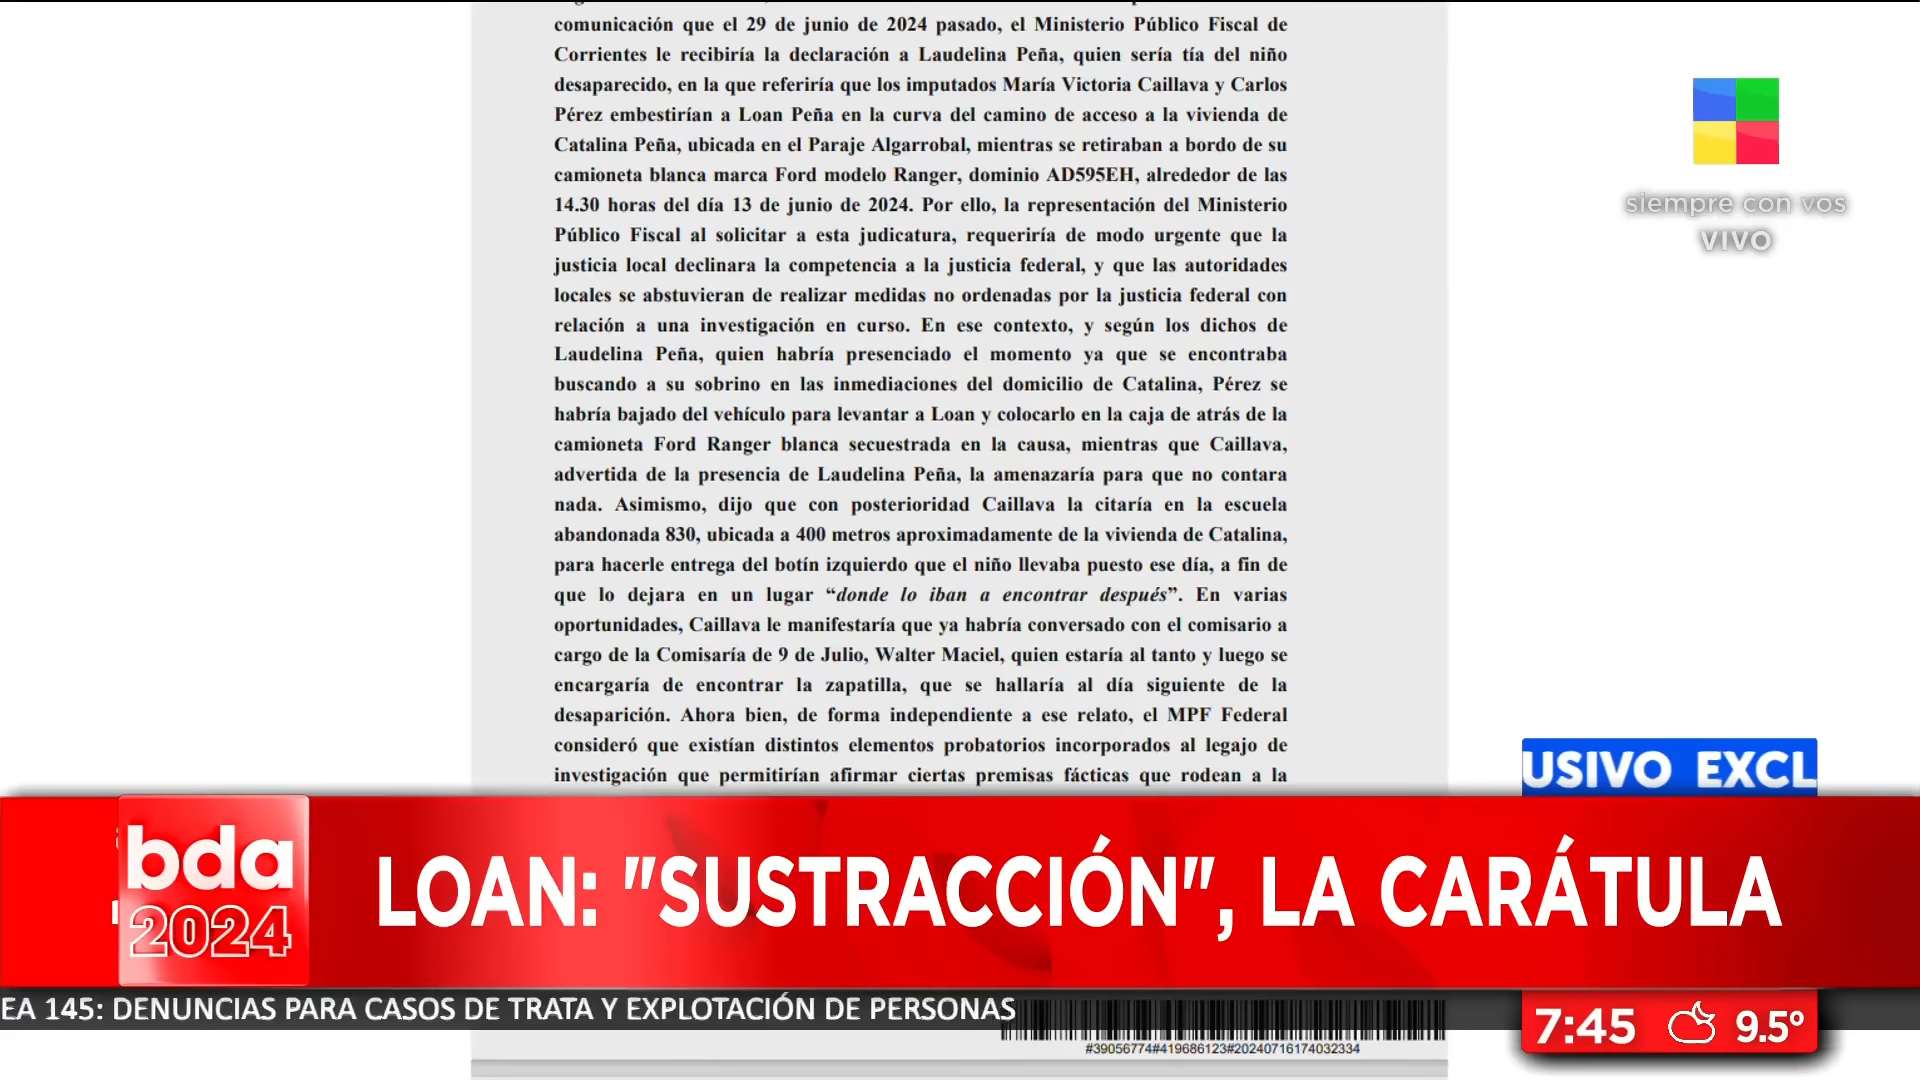 comunicación que el 29 de junio de 2024 pasado, el Ministerio Público Fiscal de
Corrientes le recibiría la declaración a Laudelina Peña, quien sería tía del niño
desaparecido, en la que referiría que los imputados María Victoria Caillava y Carlos
Pérez embestirían a Loan Peña en la curva del camino de acceso a la vivienda de
Catalina Peña, ubicada en el Paraje Algarrobal, mientras se retiraban a bordo de su
camioneta blanca marca Ford modelo Ranger, dominio AD595EH, alrededor de las
14.30 horas del día 13 de junio de 2024. Por ello, la representación del Ministerio
Público Fiscal al solicitar a esta judicatura, requeriría de modo urgente que la
justicia local declinara la competencia a la justicia federal, y que las autoridades
locales se abstuvieran de realizar medidas no ordenadas por la justicia federal con
relación a una investigación en curso. En ese contexto, y según los dichos de
Laudelina Peña, quien habría presenciado el momento ya que se encontraba
buscando a su sobrino en las inmediaciones del domicilio de Catalina, Pérez se
habría bajado del vehículo para levantar a Loan y colocarlo en la caja de atrás de la
camioneta Ford Ranger blanca secuestrada en la causa, mientras que Caillava,
advertida de la presencia de Laudelina Peña, la amenazaría para que no contara
nada. Asimismo, dijo que con posterioridad Caillava la citaría en la escuela
abandonada 830, ubicada a 400 metros aproximadamente de la vivienda de Catalina,
para hacerle entrega del botín izquierdo que el niño llevaba puesto ese día, a fin de
que lo dejara en un lugar “donde lo iban a encontrar después”. En varias
oportunidades, Caillava le manifestaría que ya habría conversado con el comisario a
cargo de la Comisaría de 9 de Julio, Walter Maciel, quien estaría al tanto y luego se
encargaría de encontrar la zapatilla, que se hallaría al día siguiente de la
desaparición. Ahora bien, de forma independiente a ese relato, el MPF Federal
consideró que existían distintos elementos probatorios incorporados al legajo de
investigación que permitirían afirmar ciertas premisas fácticas que rodean a la
siempre con vos
VIVO
USIVO EXCL
bda
2024
LOAN: "SUSTRACCIÓN", LA CARÁTULA
EA 145: DENUNCIAS PARA CASOS DE TRATA Y EXPLOTACIÓN DE PERSONAS
#39056774#419686123#20240716174032334
7:45 9.5º